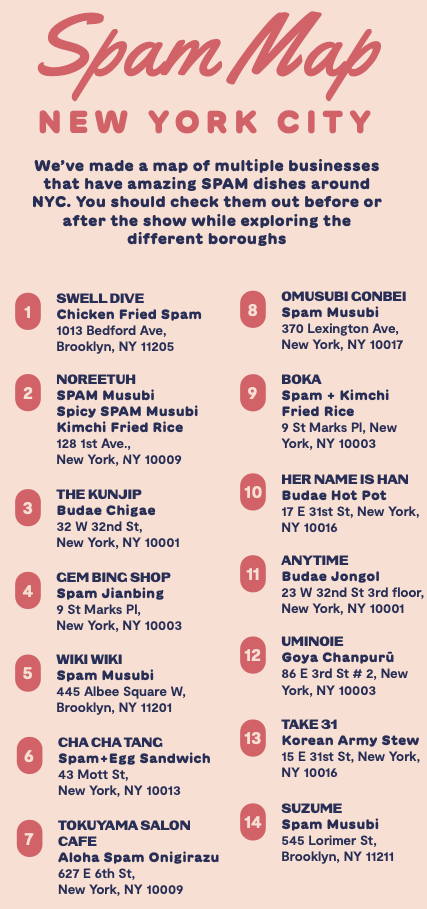 Spam Map
NEW YORK CITY
We've made a map of multiple businesses
that have amazing SPAM dishes around
NYC. You should check them out before or
after the show while exploring the
different boroughs
1
SWELL DIVE
Chicken Fried Spam
1013 Bedford Ave,
Brooklyn, NY 11205
2
NOREETUH
SPAM Musubi
Spicy SPAM Musubi
Kimchi Fried Rice
128 1st Ave.,
New York, NY 10009
3
THE KUNJIP
Budae Chigae
32 W 32nd St,
New York, NY 10001
4
GEM BING SHOP
Spam Jianbing
9 St Marks Pl,
New York, NY 10003
5
WIKI WIKI
Spam Musubi
445 Albee Square W,
Brooklyn, NY 11201
6
CHA CHA TANG
Spam+Egg Sandwich
43 Mott St,
New York, NY 10013
7
TOKUYAMA SALON
CAFE
Aloha Spam Onigirazu
627 E 6th St,
New York, NY 10009
8
OMUSUBI GONBEI
Spam Musubi
370 Lexington Ave,
New York, NY 10017
9
BOKA
Spam + Kimchi
Fried Rice
9 St Marks Pl, New
York, NY 10003
10
HER NAME IS HAN
Budae Hot Pot
17 E 31st St, New York,
NY 10016
11
ANYTIME
Budae Jongol
23 W 32nd St 3rd floor,
New York, NY 10001
12
UMINOIE
Goya Chanpurū
86 E 3rd St # 2, New
York, NY 10003
13
TAKE 31
Korean Army Stew
15 E 31st St, New York,
NY 10016
14
SUZUME
Spam Musubi
545 Lorimer St,
Brooklyn, NY 11211